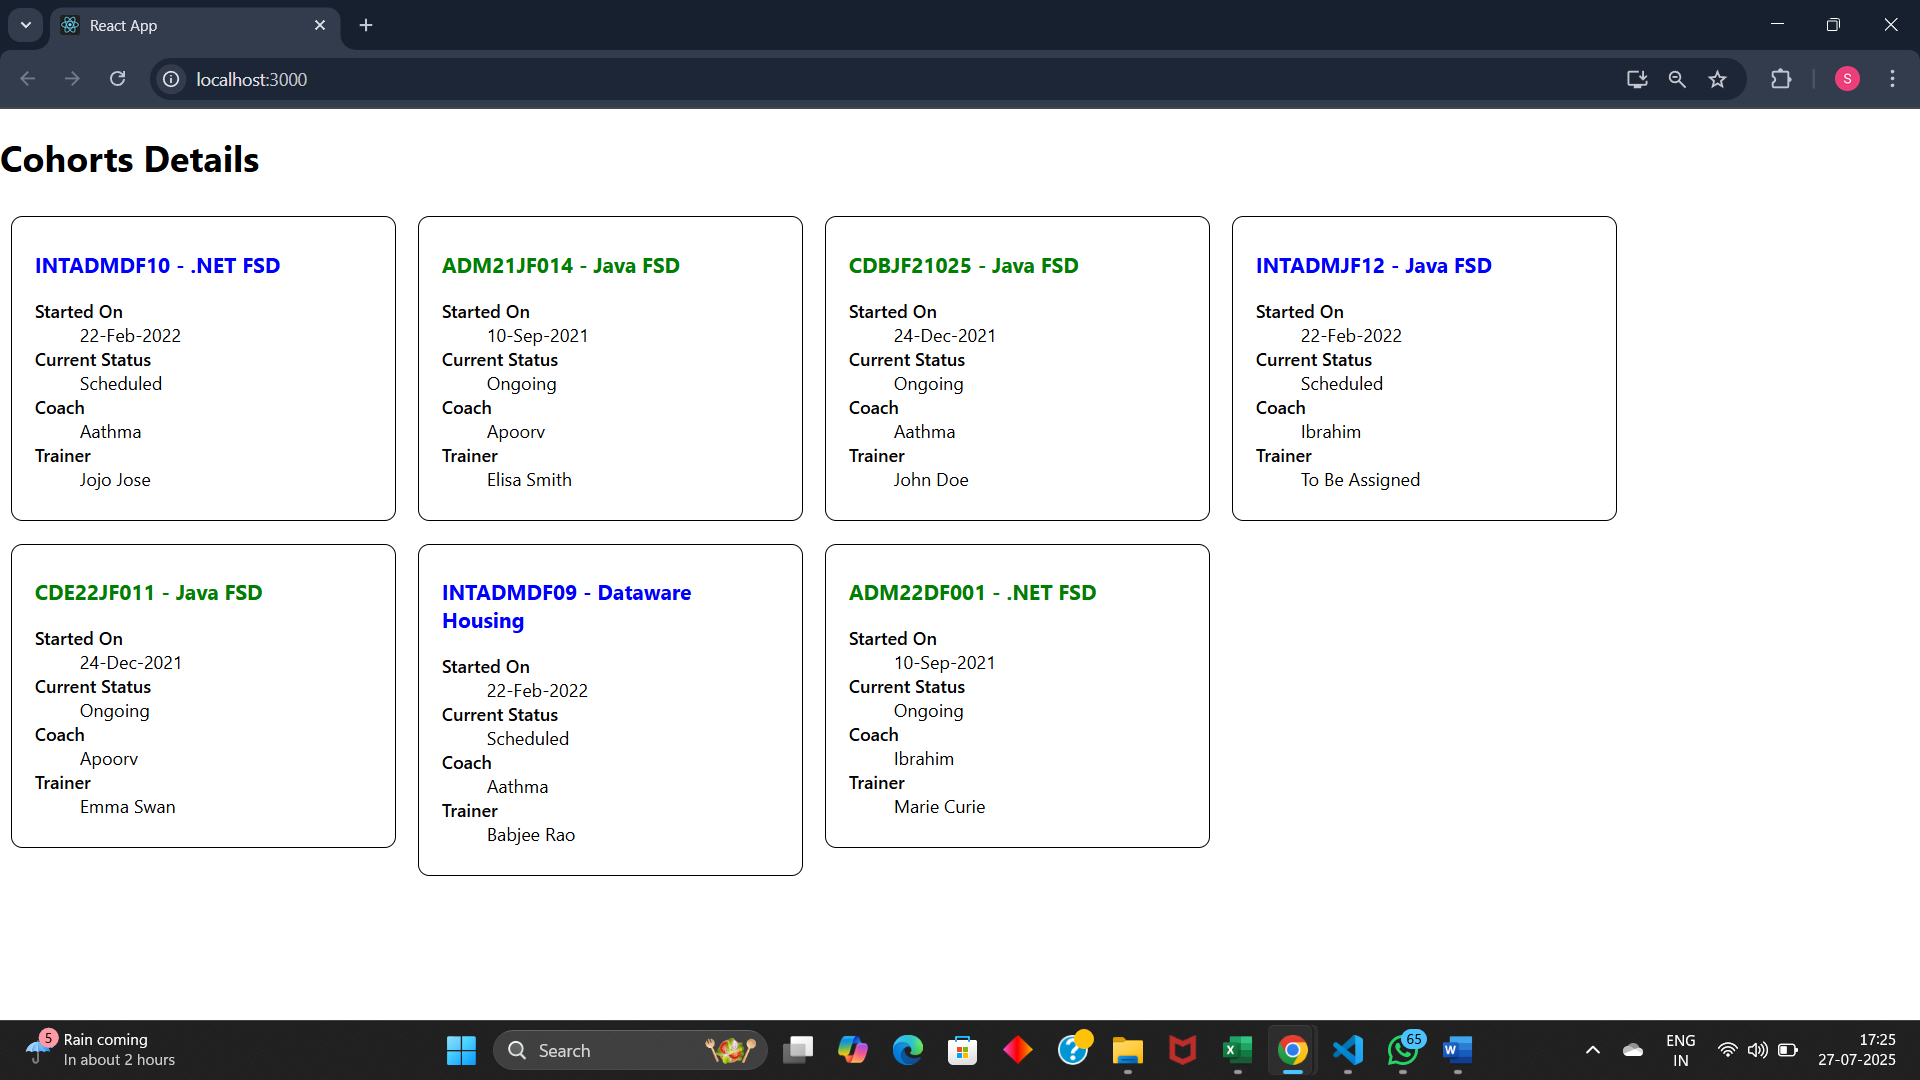 React App
localhost:3000
S
Cohorts Details
INTADMDF10 - .NET FSD
Started On
22-Feb-2022
Current Status
Scheduled
Coach
Aathma
Trainer
Jojo Jose
ADM21JF014 - Java FSD
Started On
10-Sep-2021
Current Status
Ongoing
Coach
Apoorv
Trainer
Elisa Smith
CDBJF21025 - Java FSD
Started On
24-Dec-2021
Current Status
Ongoing
Coach
Aathma
Trainer
John Doe
INTADMJF12 - Java FSD
Started On
22-Feb-2022
Current Status
Scheduled
Coach
Ibrahim
Trainer
To Be Assigned
CDE22JF011 - Java FSD
Started On
24-Dec-2021
Current Status
Ongoing
Coach
Apoorv
Trainer
Emma Swan
INTADMDF09 - Dataware
Housing
Started On
22-Feb-2022
Current Status
Scheduled
Coach
Aathma
Trainer
Babjee Rao
ADM22DF001 - .NET FSD
Started On
10-Sep-2021
Current Status
Ongoing
Coach
Ibrahim
Trainer
Marie Curie
5
Rain coming
In about 2 hours
Search
65
ENG
IN
17:25
27-07-2025